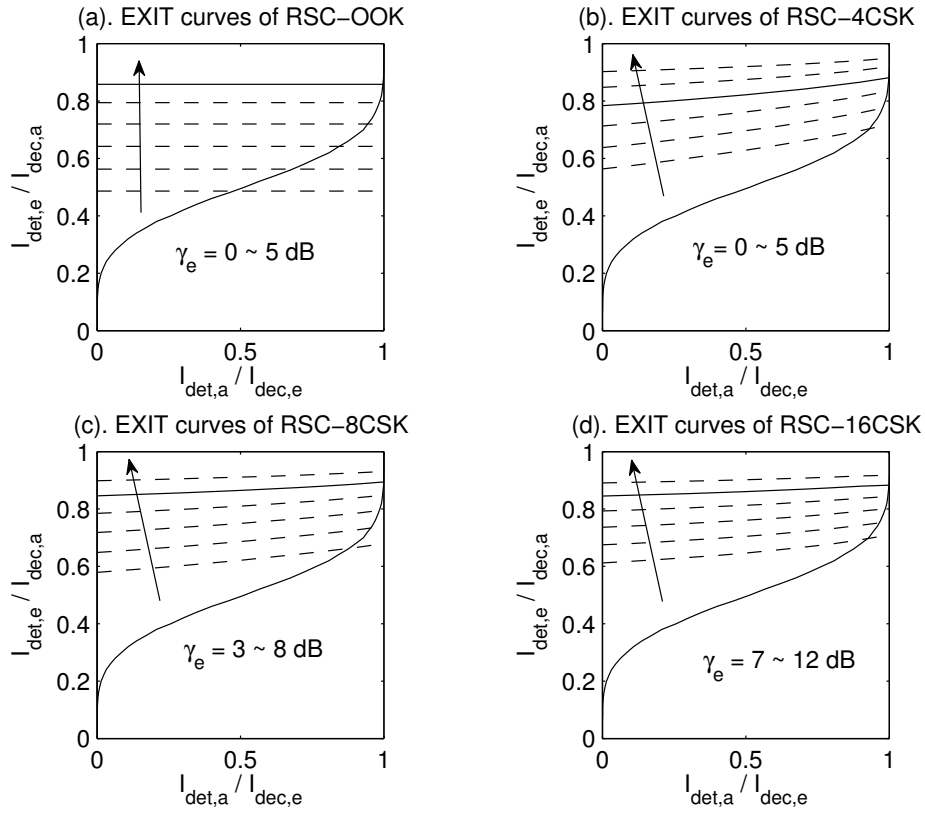 (a). EXIT curves of RSC−OOK
1
0.8
0.6
0.4
0.2
0
I_det,e / I_dec,a
γ_e = 0 ~ 5 dB
0 0.5 1
I_det,a / I_dec,e
(b). EXIT curves of RSC−4CSK
1
0.8
0.6
0.4
0.2
0
I_det,e / I_dec,a
γ_e = 0 ~ 5 dB
0 0.5 1
I_det,a / I_dec,e
(c). EXIT curves of RSC−8CSK
1
0.8
0.6
0.4
0.2
0
I_det,e / I_dec,a
γ_e = 3 ~ 8 dB
0 0.5 1
I_det,a / I_dec,e
(d). EXIT curves of RSC−16CSK
1
0.8
0.6
0.4
0.2
0
I_det,e / I_dec,a
γ_e = 7 ~ 12 dB
0 0.5 1
I_det,a / I_dec,e